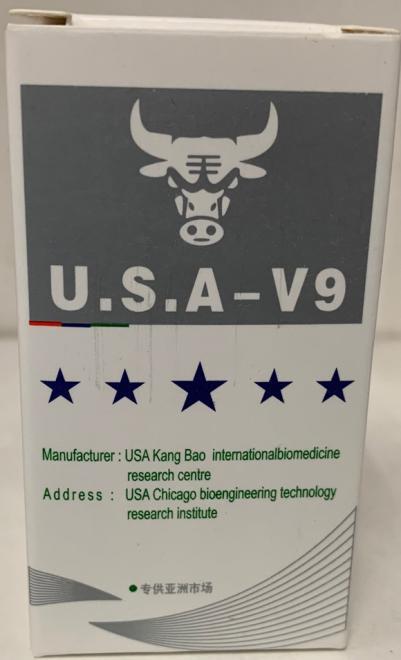 U.S.A-V9
Manufacturer : USA Kang Bao internationalbiomedicine
research centre
Address : USA Chicago bioengineering technology
research institute
专供亚洲市场